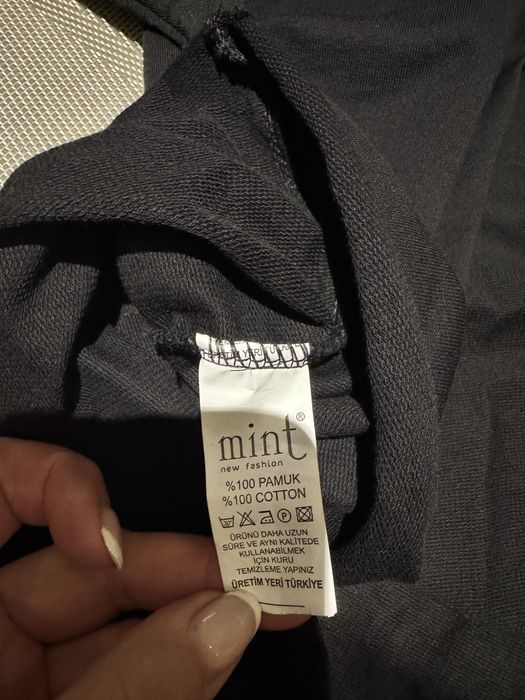 mint®
new fashion
%100 PAMUK
%100 COTTON
P
ÜRÜNÜ DAHA UZUN
SÜRE VE AYNI KALİTEDE
KULLANABİLMEK
İÇİN KURU
TEMİZLEME YAPINIZ
ÜRETİM YERİ TÜRKİYE